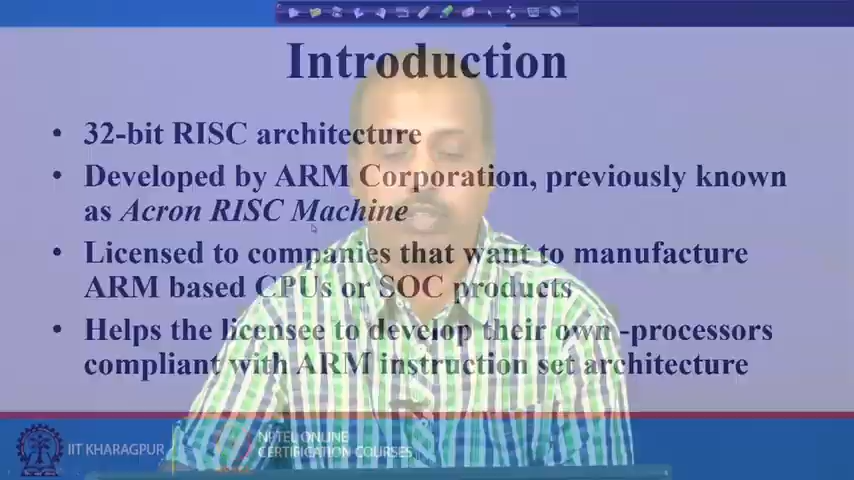 Introduction
• 32-bit RISC architecture
• Developed by ARM Corporation, previously known
as Acron RISC Machine
• Licensed to companies that want to manufacture
ARM based CPUs or SOC products
• Helps the licensee to develop their own -processors
compliant with ARM instruction set architecture
IIT KHARAGPUR
NPTEL ONLINE
CERTIFICATION COURSES